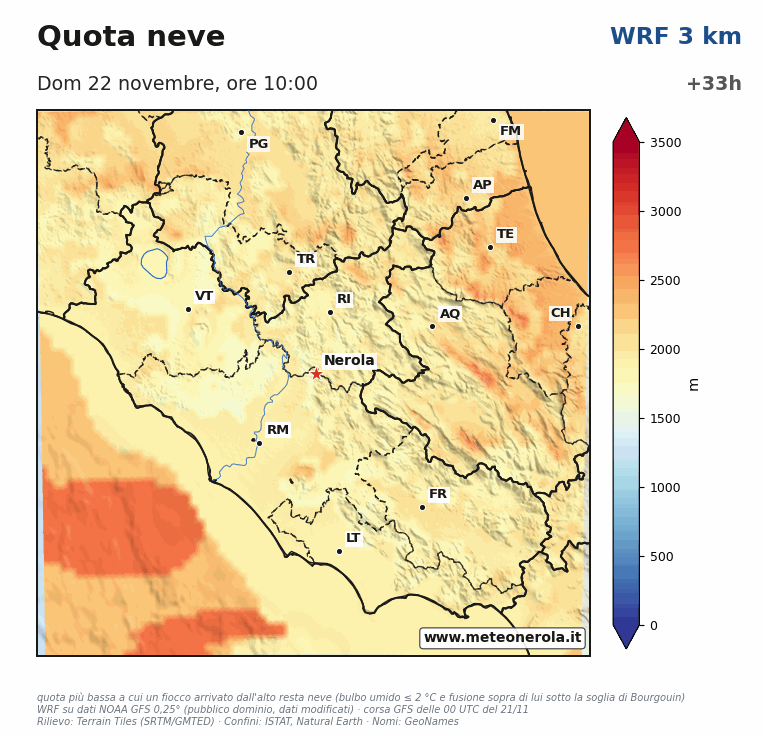 Quota neve
WRF 3 km
Dom 22 novembre, ore 10:00
+33h
FM
PG
AP
TE
TR
VT
RI
AQ
CH
Nerola
RM
FR
LT
www.meteonerola.it
3500
3000
2500
2000
1500
1000
500
0
m
quota più bassa a cui un fiocco arrivato dall'alto resta neve (bulbo umido ≤ 2 °C e fusione sopra di lui sotto la soglia di Bourgouin)
WRF su dati NOAA GFS 0,25° (pubblico dominio, dati modificati) · corsa GFS delle 00 UTC del 21/11
Rilievo: Terrain Tiles (SRTM/GMTED) · Confini: ISTAT, Natural Earth · Nomi: GeoNames